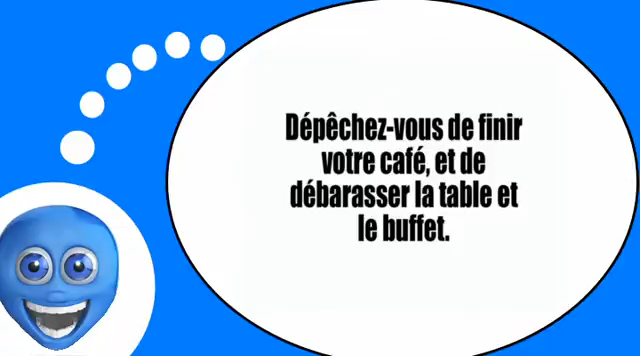 Dépêchez-vous de finir
votre café, et de
débarasser la table et
le buffet.